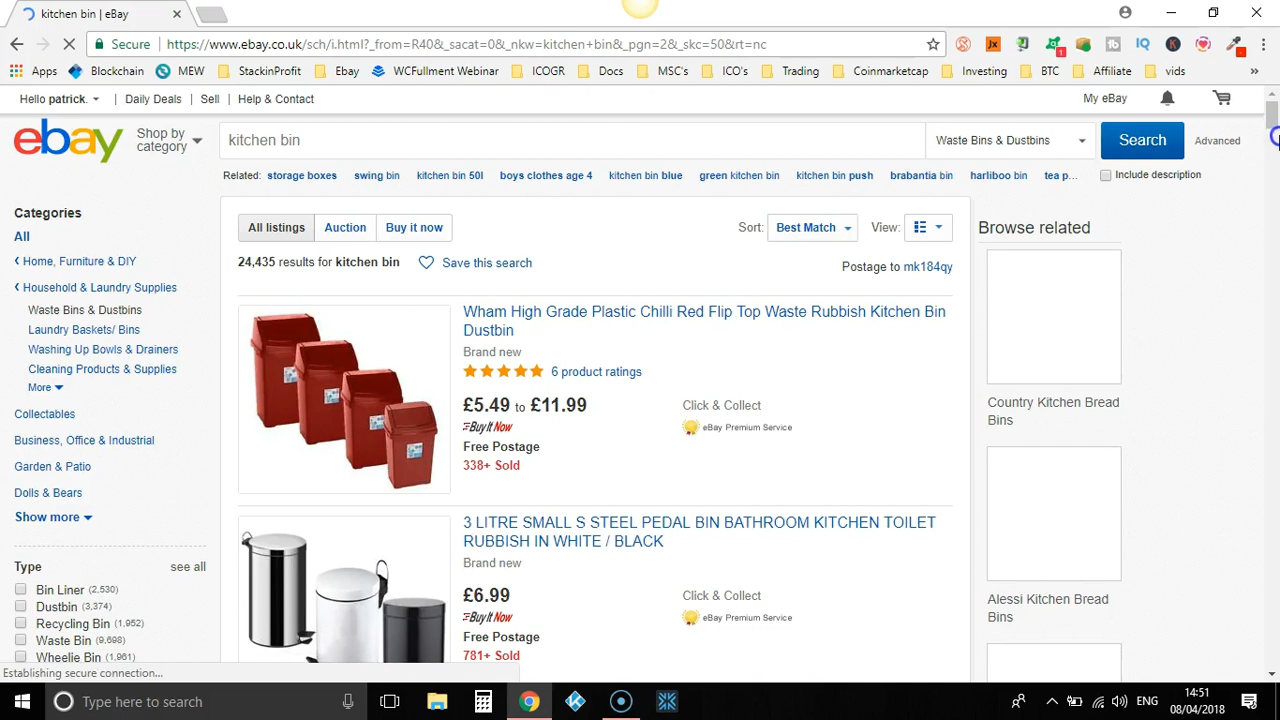 kitchen bin | eBay
Secure
https://www.ebay.co.uk/sch/i.html?_from=R40&_sacat=0&_nkw=kitchen+bin&_pgn=2&_skc=50&rt=nc
Apps Blockchain MEW StackinProfit Ebay WCFullment Webinar ICOGR Docs MSC's ICO's Trading Coinmarketcap Investing BTC Affiliate vids
Hello patrick. Daily Deals Sell Help & Contact My eBay
ebay
Shop by
category
kitchen bin
Waste Bins & Dustbins
Search
Advanced
Related: storage boxes swing bin kitchen bin 50l boys clothes age 4 kitchen bin blue green kitchen bin kitchen bin push brabantia bin harliboo bin tea p...
Include description
Categories
All
Home, Furniture & DIY
Household & Laundry Supplies
Waste Bins & Dustbins
Laundry Baskets/ Bins
Washing Up Bowls & Drainers
Cleaning Products & Supplies
More
Collectables
Business, Office & Industrial
Garden & Patio
Dolls & Bears
Show more
Type see all
Bin Liner (2,530)
Dustbin (3,374)
Recycling Bin (1,952)
Waste Bin (9,698)
Wheelie Bin (1,961)
All listings Auction Buy it now
Sort: Best Match View:
24,435 results for kitchen bin Save this search
Postage to mk184qy
Wham High Grade Plastic Chilli Red Flip Top Waste Rubbish Kitchen Bin
Dustbin
Brand new
6 product ratings
£5.49 to £11.99
Click & Collect
Buy It Now
eBay Premium Service
Free Postage
338+ Sold
3 LITRE SMALL S STEEL PEDAL BIN BATHROOM KITCHEN TOILET
RUBBISH IN WHITE / BLACK
Brand new
£6.99
Click & Collect
Buy It Now
eBay Premium Service
Free Postage
781+ Sold
Browse related
Country Kitchen Bread
Bins
Alessi Kitchen Bread
Bins
Establishing secure connection...
Type here to search
ENG
14:51
08/04/2018